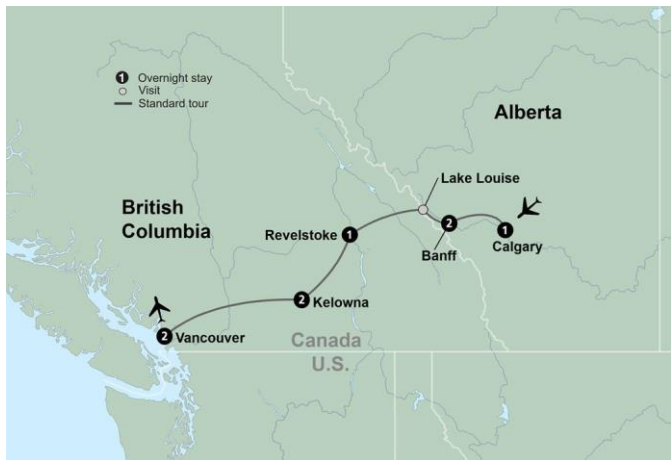 1 Overnight stay
Visit
Standard tour
Alberta
British
Columbia
Lake Louise
Revelstoke
1
2
Banff
1
Calgary
2
Kelowna
2
Vancouver
Canada
U.S.